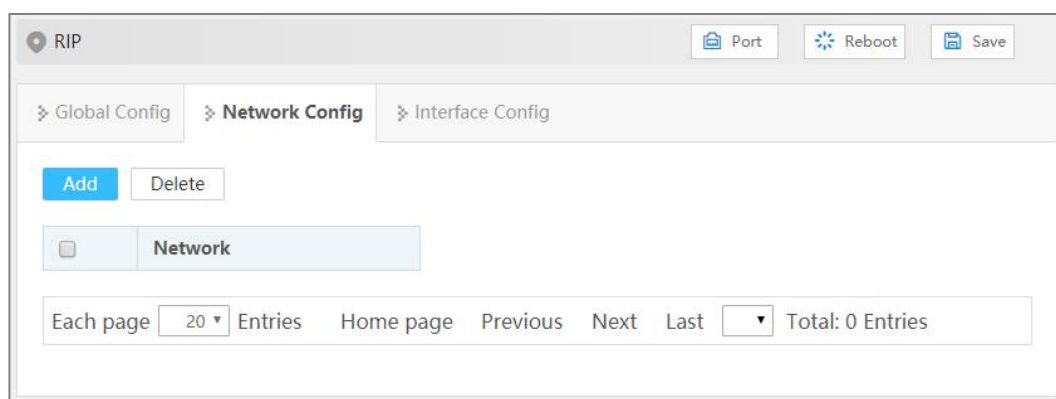 RIP Port Reboot Save
Global Config Network Config Interface Config
Add Delete
Network
Each page 20 Entries Home page Previous Next Last Total: 0 Entries